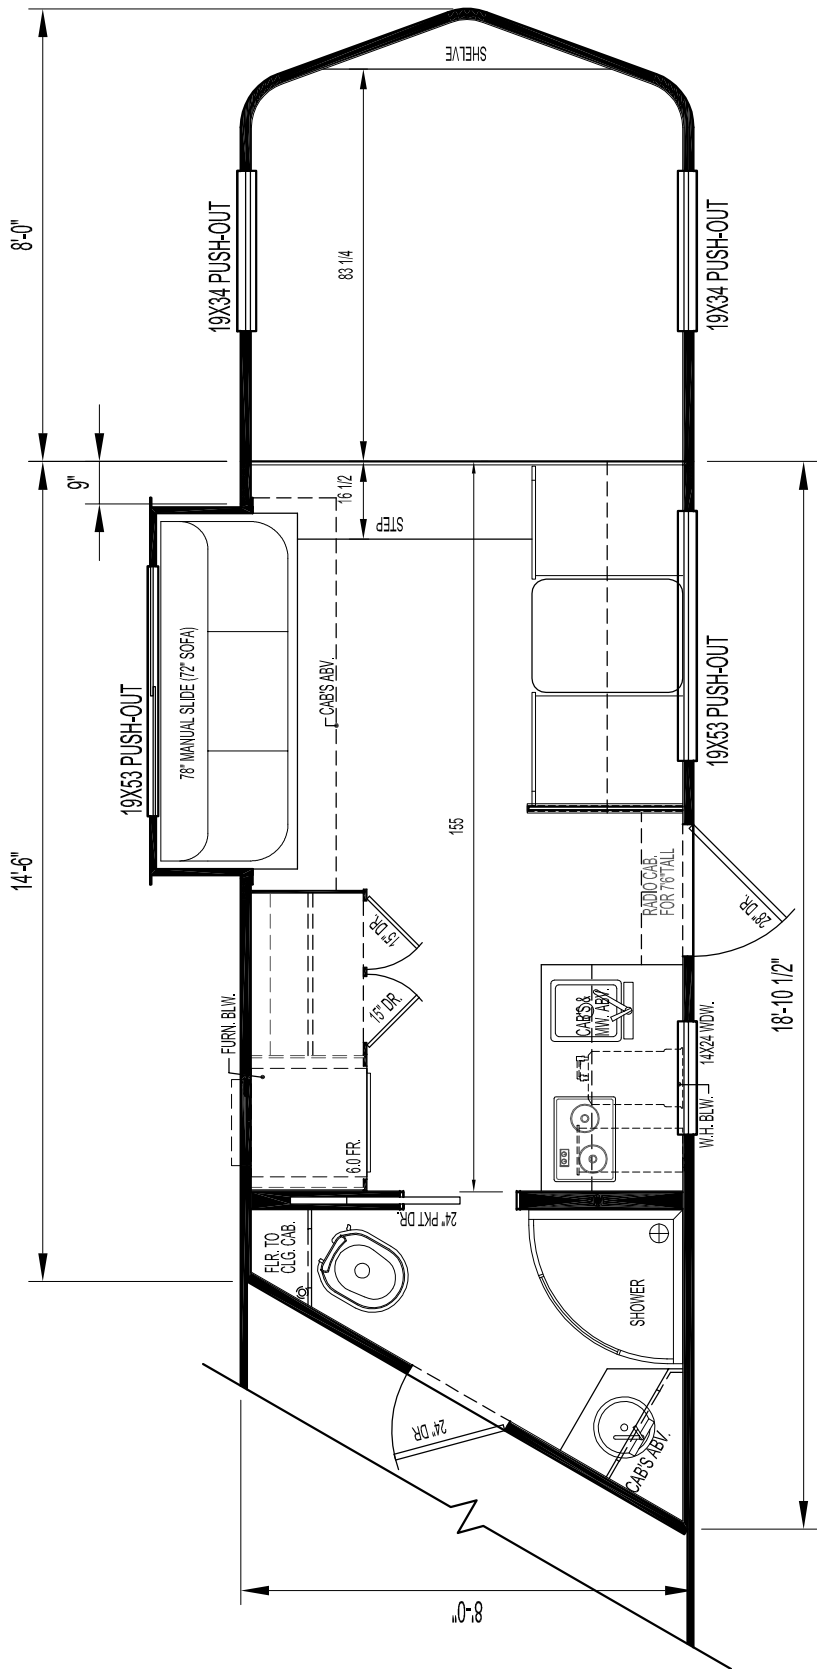 SHELVE
8'-0"
19X34 PUSH-OUT
83 1/4
19X34 PUSH-OUT
9"
16 1/2
STEP
14'-6"
19X53 PUSH-OUT
78" MANUAL SLIDE (72" SOFA)
CAB'S ABV.
155
19X53 PUSH-OUT
RADIO CAB.
FOR 7'6"TALL
28" DR.
18'-10 1/2"
15" DR.
15" DR.
FURN. BLW.
CAB'S &
MW. ABV.
14X24 WDW.
W.H. BLW.
6.0 FR.
24" PKT DR.
FLR. TO
CLG. CAB.
SHOWER
24" DR
CAB'S ABV.
8'-0"